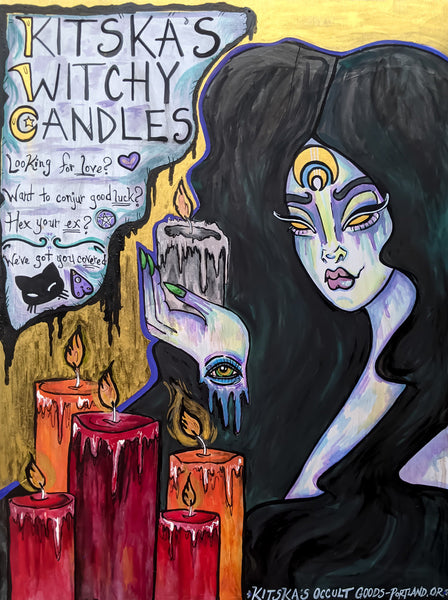 KITSKA'S
WITCHY
CANDLES
Looking for love?
Want to conjur good luck?
Hex your ex?
We've got you covered
KITSKA'S OCCULT GOODS - PORTLAND, OR